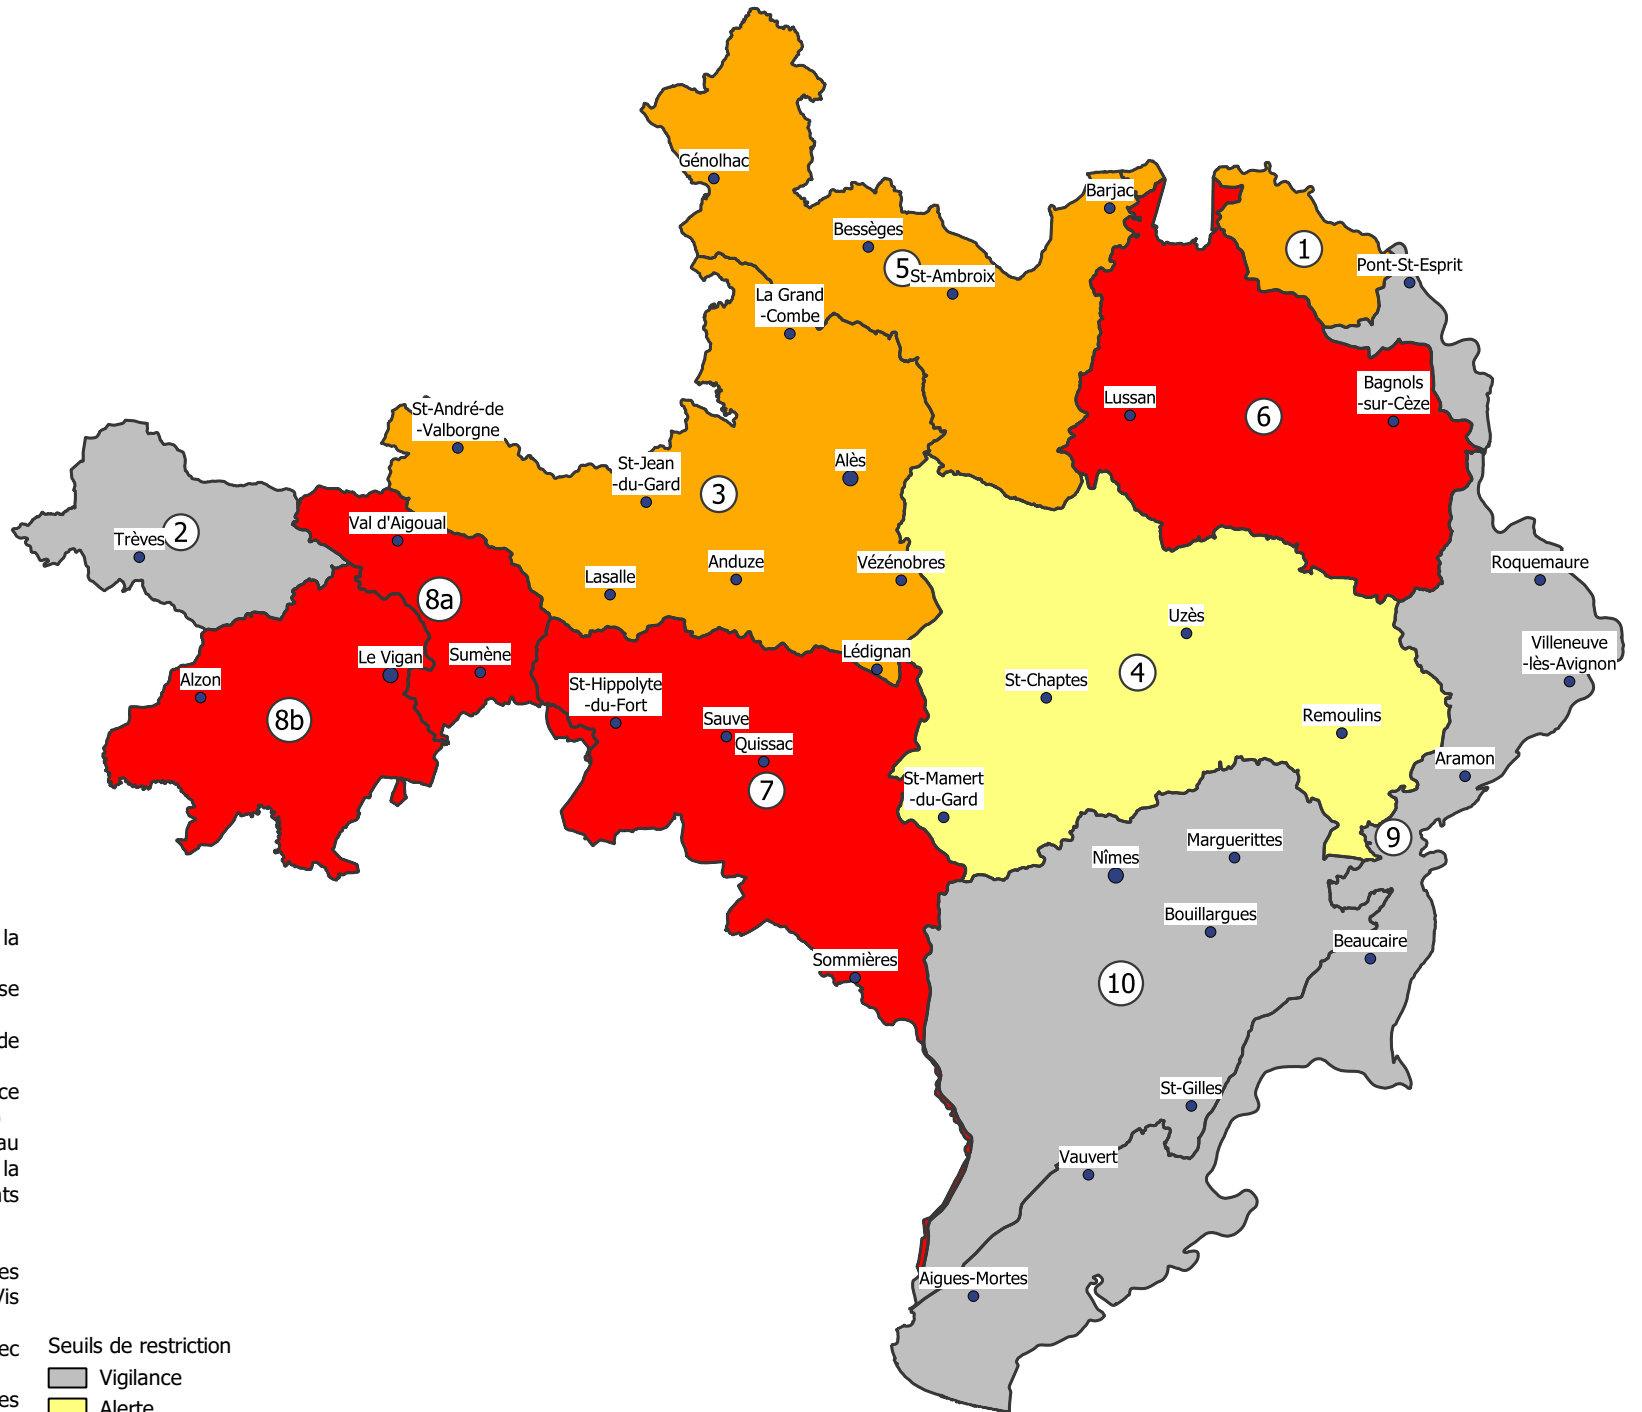 Génolhac
Barjac
Bessèges
1
5
St-Ambroix
Pont-St-Esprit
La Grand
-Combe
Lussan
Bagnols
-sur-Cèze
6
St-André-de
-Valborgne
St-Jean
-du-Gard
Alès
3
Val d'Aigoual
2
Trèves
Anduze
Vézénobres
Roquemaure
Lasalle
8a
Uzès
Villeneuve
-lès-Avignon
Lédignan
Le Vigan
Sumène
Alzon
St-Chaptes
4
St-Hippolyte
-du-Fort
8b
Sauve
Remoulins
Quissac
Aramon
7
St-Mamert
-du-Gard
9
Marguerittes
Nîmes
Bouillargues
la
Beaucaire
Sommières
10
se
de
ce
St-Gilles
au
Vauvert
la
ts
es
Aigues-Mortes
Vis
Seuils de restriction
ec
Vigilance
es
Alerte